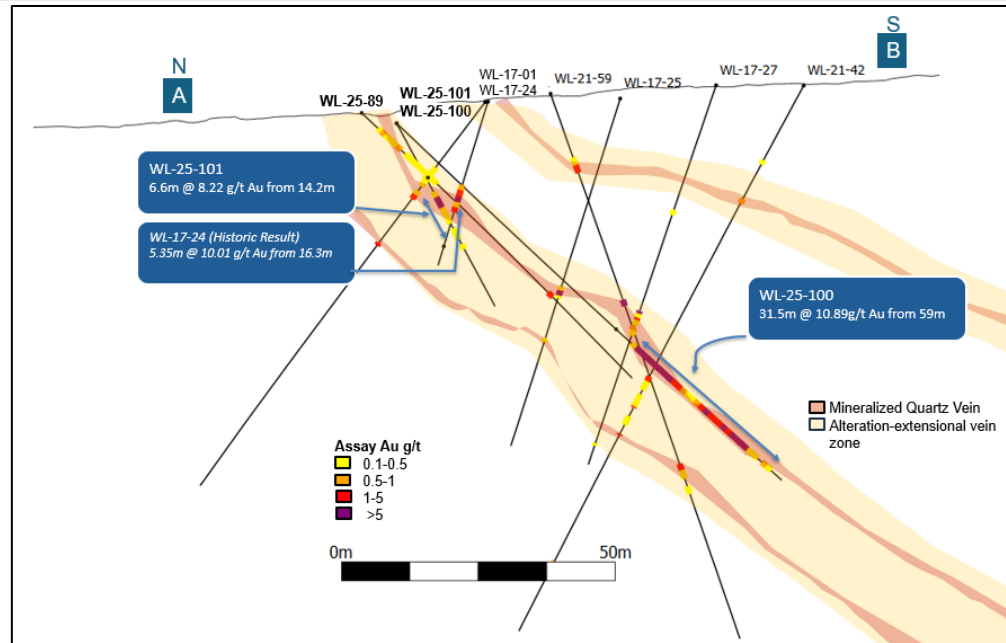 N
A
S
B
WL-25-89
WL-25-101
WL-25-100
WL-17-01
WL-17-24
WL-21-59
WL-17-25
WL-17-27
WL-21-42
WL-25-101
6.6m @ 8.22 g/t Au from 14.2m
WL-17-24 (Historic Result)
5.35m @ 10.01 g/t Au from 16.3m
WL-25-100
31.5m @ 10.89g/t Au from 59m
Mineralized Quartz Vein
Alteration-extensional vein
zone
Assay Au g/t
0.1-0.5
0.5-1
1-5
>5
0m
50m